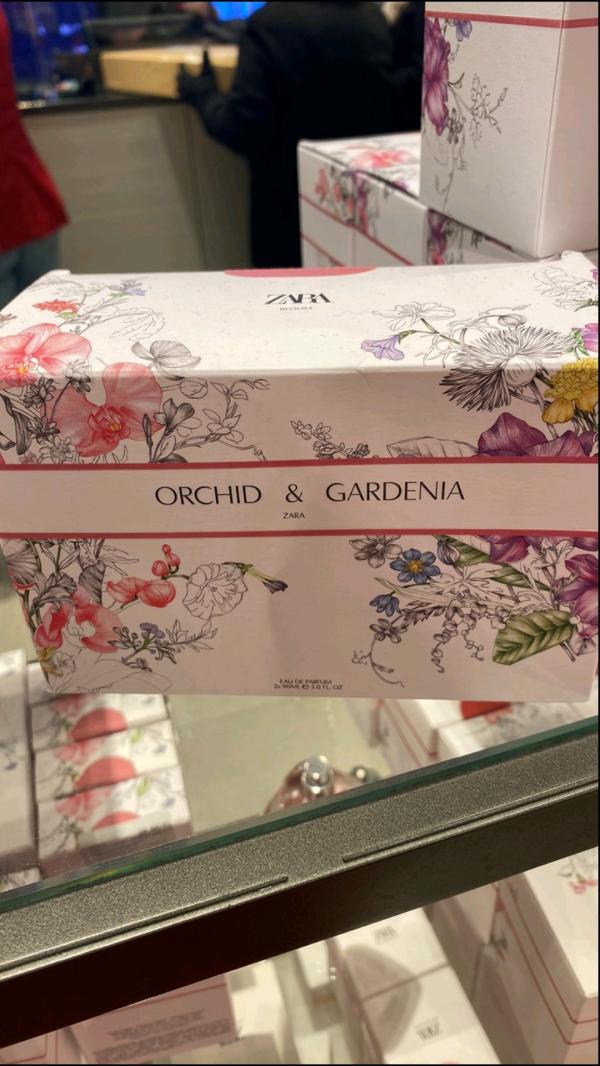 ZARA
BLOOM
ORCHID & GARDENIA
ZARA
EAU DE PARFUM
2x 90ML ℮ 3.0 FL. OZ